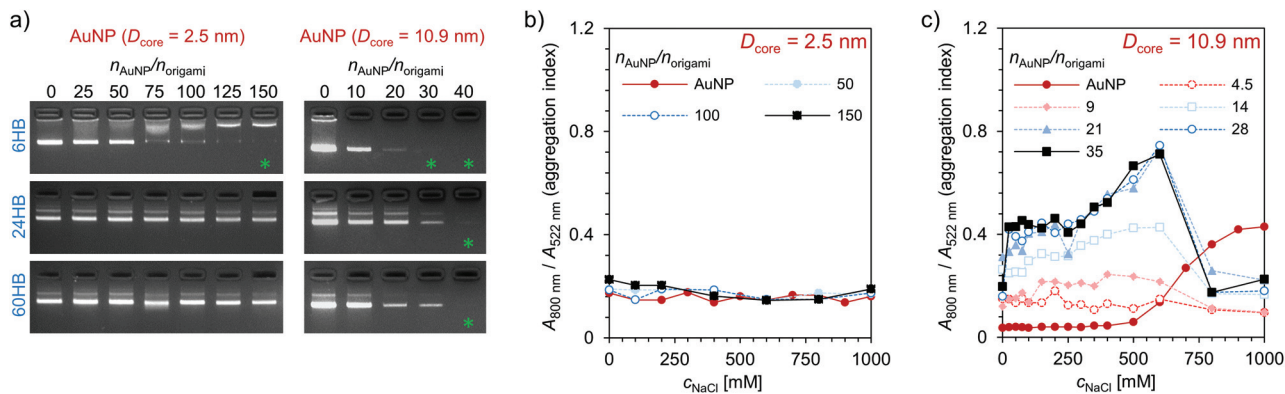 a)
AuNP (Dcore = 2.5 nm)
nAuNP/norigami
0 25 50 75 100 125 150
6HB
*
24HB
60HB
AuNP (Dcore = 10.9 nm)
nAuNP/norigami
0 10 20 30 40
* *
*
*
b)
Dcore = 2.5 nm
nAuNP/norigami
AuNP
50
100
150
1.2
0.8
0.4
0
A800 nm / A522 nm (aggregation index)
0 250 500 750 1000
cNaCl [mM]
c)
Dcore = 10.9 nm
nAuNP/norigami
AuNP
4.5
9
14
21
28
35
1.2
0.8
0.4
0
A800 nm / A522 nm (aggregation index)
0 250 500 750 1000
cNaCl [mM]